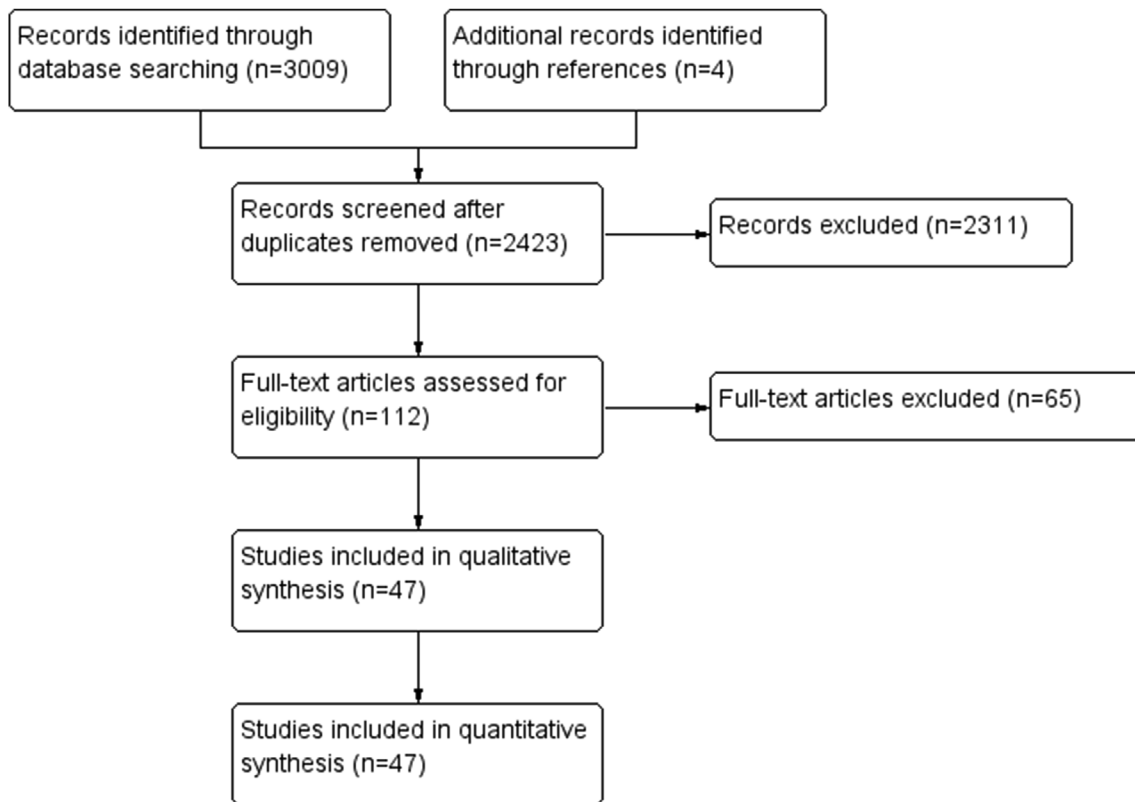 Records identified through
database searching (n=3009)
Additional records identified
through references (n=4)
Records screened after
duplicates removed (n=2423)
Records excluded (n=2311)
Full-text articles assessed for
eligibility (n=112)
Full-text articles excluded (n=65)
Studies included in qualitative
synthesis (n=47)
Studies included in quantitative
synthesis (n=47)